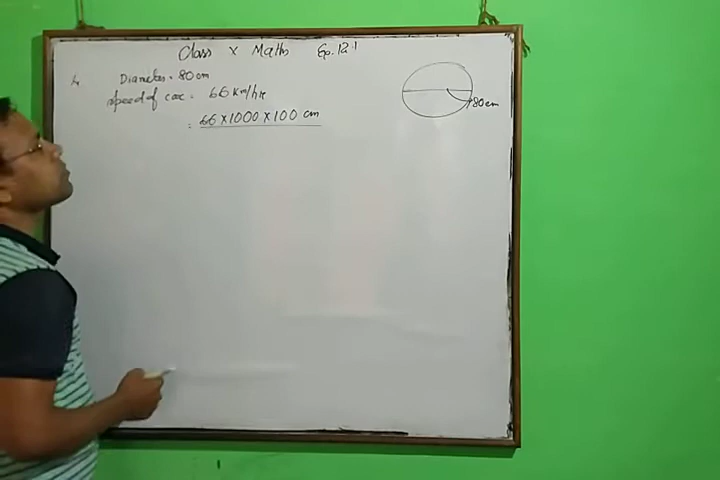 Class X Maths Ex. 12.1
4. Diameter = 80 cm
80 cm
Speed of car = 66 Km/hr
= 66 X 1000 X 100 cm